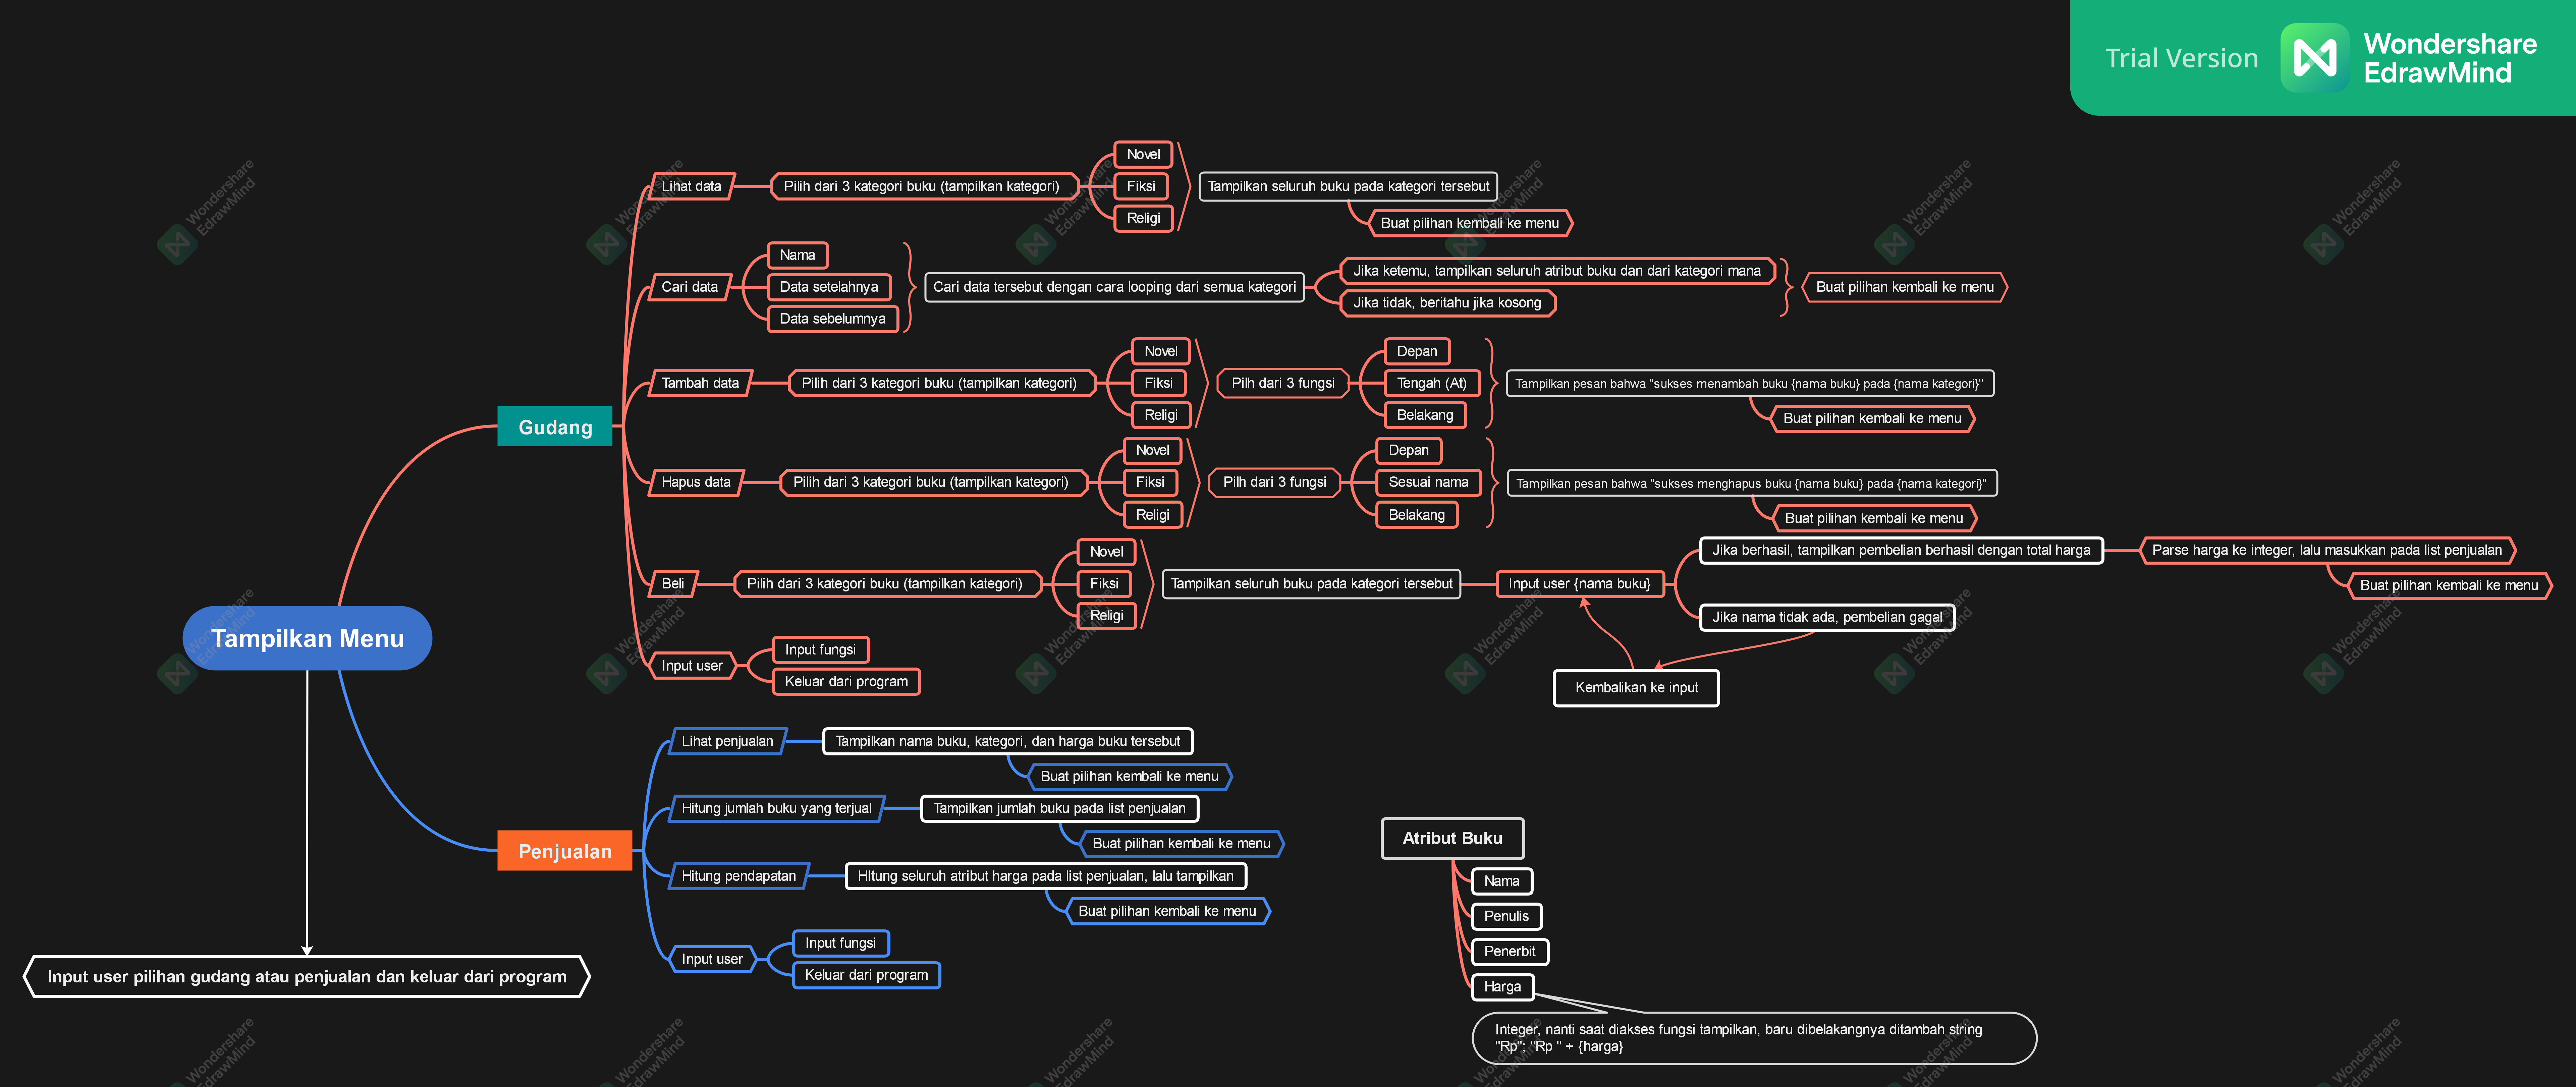 Trial Version
Wondershare
EdrawMind
Tampilkan Menu
Input user pilihan gudang atau penjualan dan keluar dari program
Gudang
Lihat data
Pilih dari 3 kategori buku (tampilkan kategori)
Novel
Fiksi
Religi
Tampilkan seluruh buku pada kategori tersebut
Buat pilihan kembali ke menu
Cari data
Nama
Data setelahnya
Data sebelumnya
Cari data tersebut dengan cara looping dari semua kategori
Jika ketemu, tampilkan seluruh atribut buku dan dari kategori mana
Jika tidak, beritahu jika kosong
Buat pilihan kembali ke menu
Tambah data
Pilih dari 3 kategori buku (tampilkan kategori)
Novel
Fiksi
Religi
Pilh dari 3 fungsi
Depan
Tengah (At)
Belakang
Tampilkan pesan bahwa "sukses menambah buku {nama buku} pada {nama kategori}"
Buat pilihan kembali ke menu
Hapus data
Pilih dari 3 kategori buku (tampilkan kategori)
Novel
Fiksi
Religi
Pilh dari 3 fungsi
Depan
Sesuai nama
Belakang
Tampilkan pesan bahwa "sukses menghapus buku {nama buku} pada {nama kategori}"
Buat pilihan kembali ke menu
Beli
Pilih dari 3 kategori buku (tampilkan kategori)
Novel
Fiksi
Religi
Tampilkan seluruh buku pada kategori tersebut
Input user {nama buku}
Jika berhasil, tampilkan pembelian berhasil dengan total harga
Parse harga ke integer, lalu masukkan pada list penjualan
Buat pilihan kembali ke menu
Jika nama tidak ada, pembelian gagal
Kembalikan ke input
Input user
Input fungsi
Keluar dari program
Penjualan
Lihat penjualan
Tampilkan nama buku, kategori, dan harga buku tersebut
Buat pilihan kembali ke menu
Hitung jumlah buku yang terjual
Tampilkan jumlah buku pada list penjualan
Buat pilihan kembali ke menu
Hitung pendapatan
HItung seluruh atribut harga pada list penjualan, lalu tampilkan
Buat pilihan kembali ke menu
Input user
Input fungsi
Keluar dari program
Atribut Buku
Nama
Penulis
Penerbit
Harga
Integer, nanti saat diakses fungsi tampilkan, baru dibelakangnya ditambah string
"Rp"; "Rp " + {harga}